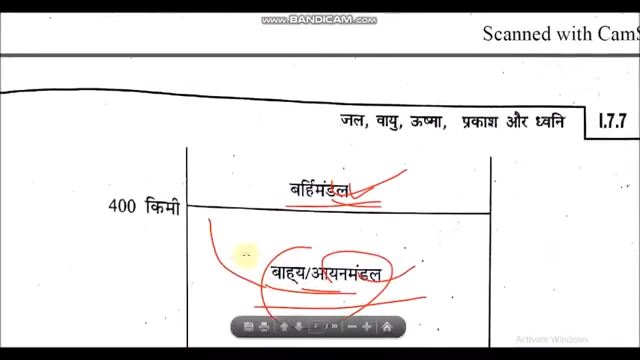 WWW.BANDICAM.COM
Scanned with CamS
जल, वायु, ऊष्मा, प्रकाश और ध्वनि I.7.7
बर्हिमंडल
400 किमी
बाह्य/आयनमंडल
Activate Windows